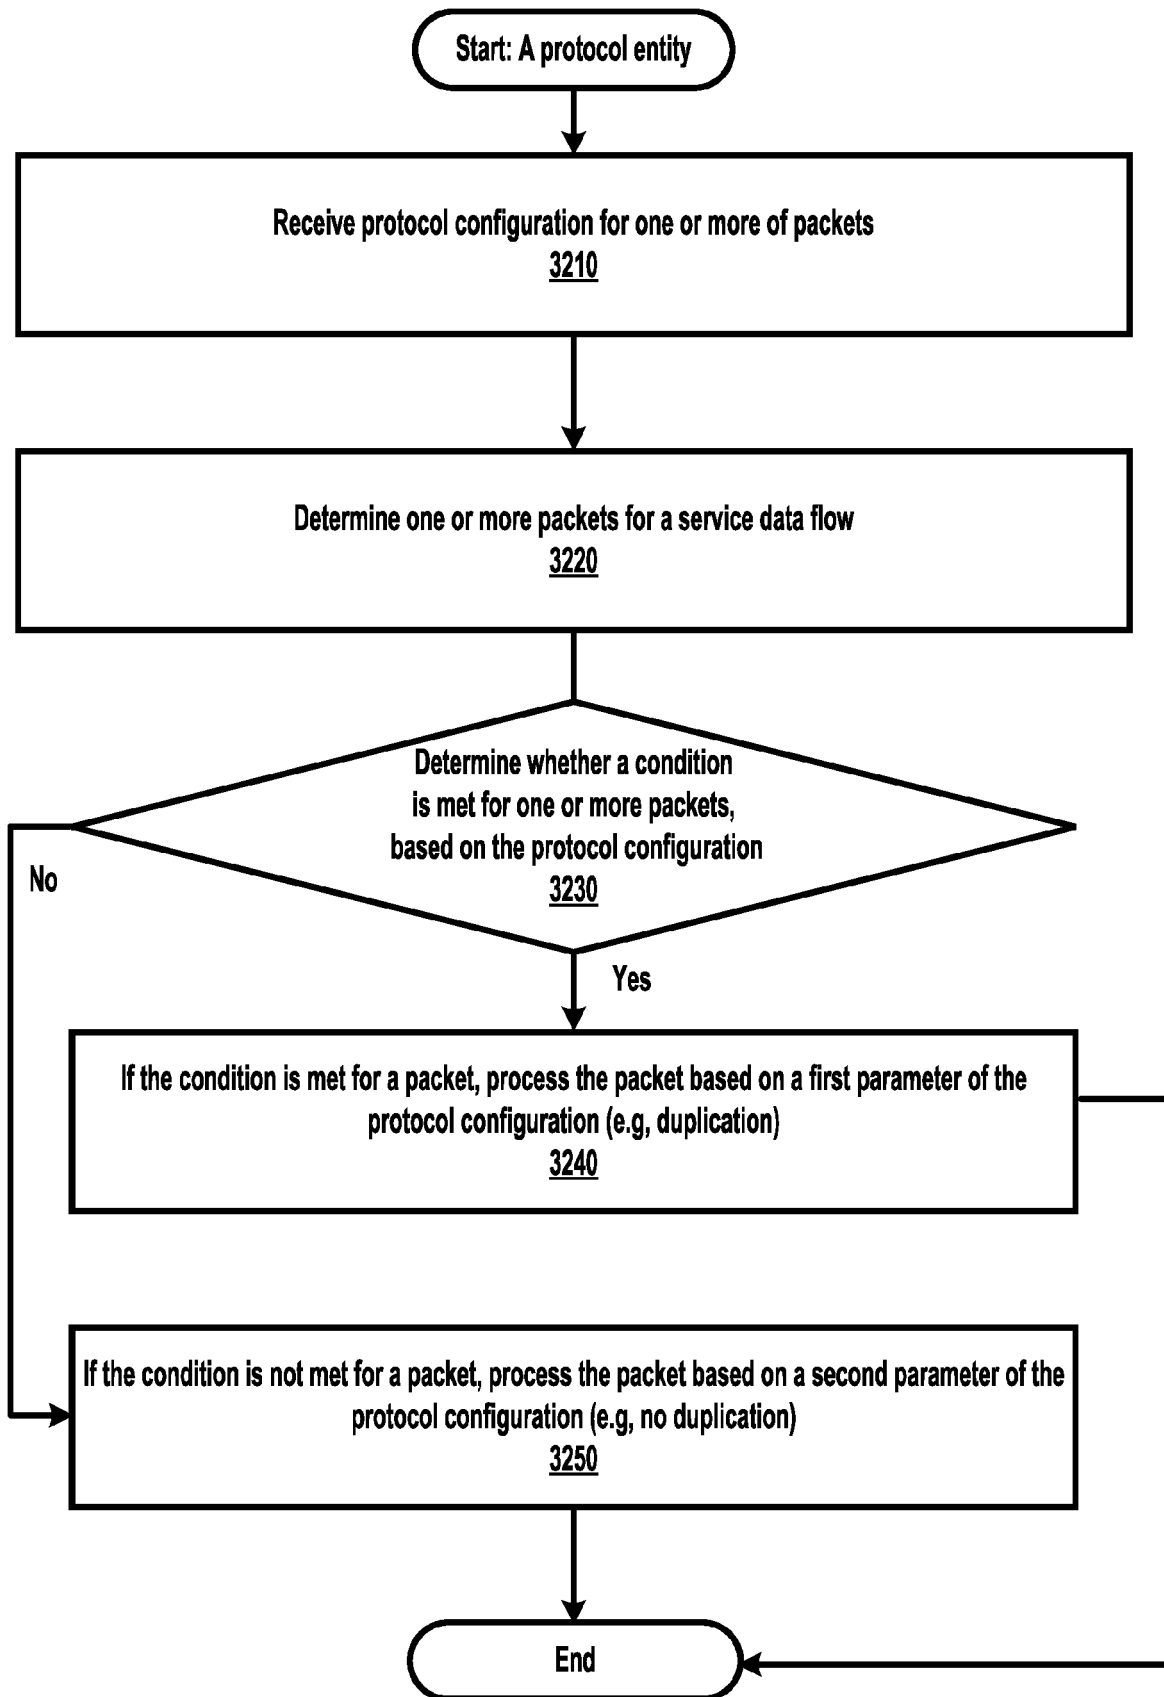 Start: A protocol entity
Receive protocol configuration for one or more of packets
3210
Determine one or more packets for a service data flow
3220
Determine whether a condition
is met for one or more packets,
based on the protocol configuration
3230
No
Yes
If the condition is met for a packet, process the packet based on a first parameter of the
protocol configuration (e.g, duplication)
3240
If the condition is not met for a packet, process the packet based on a second parameter of the
protocol configuration (e.g, no duplication)
3250
End